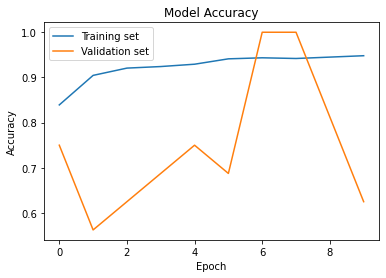 Model Accuracy
Training set
Validation set
1.0
0.9
0.8
0.7
0.6
Accuracy
0 2 4 6 8
Epoch